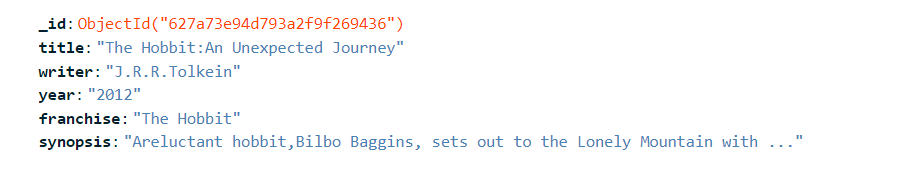 _id:ObjectId("627a73e94d793a2f9f269436")
title:"The Hobbit:An Unexpected Journey"
writer:"J.R.R.Tolkein"
year:"2012"
franchise:"The Hobbit"
synopsis:"Areluctant hobbit,Bilbo Baggins, sets out to the Lonely Mountain with ..."